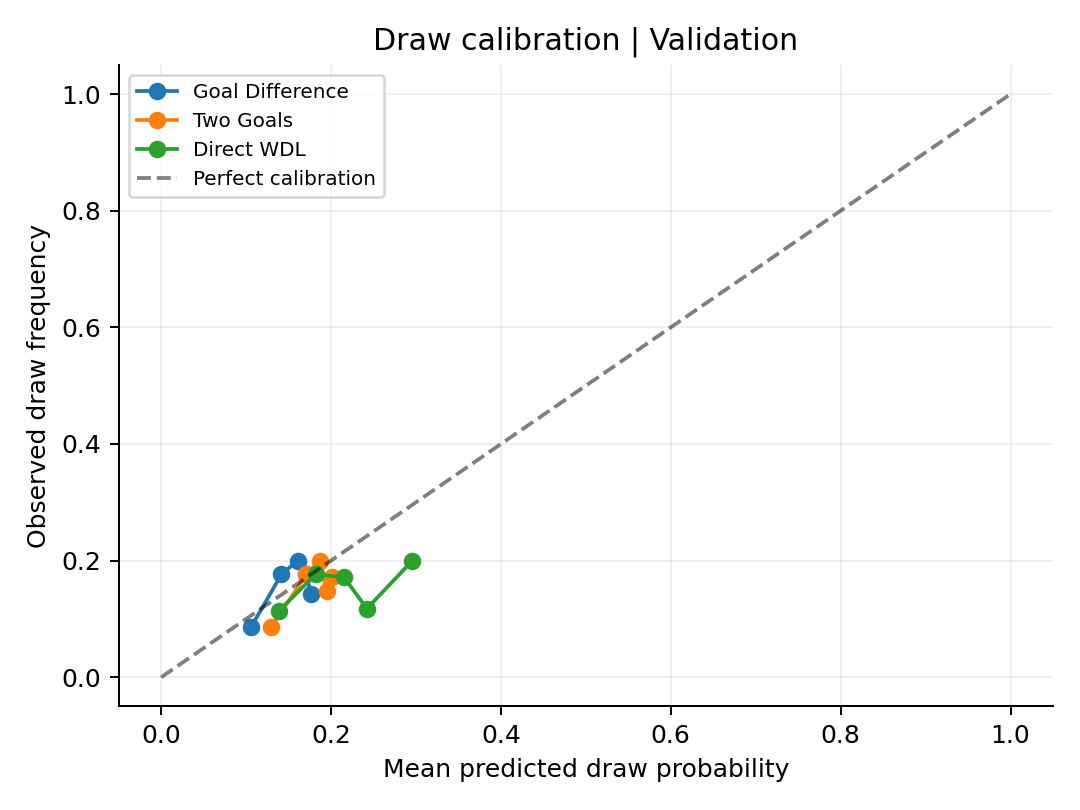 Draw calibration | Validation
Goal Difference
Two Goals
Direct WDL
Perfect calibration
Observed draw frequency
1.0
0.8
0.6
0.4
0.2
0.0
0.0 0.2 0.4 0.6 0.8 1.0
Mean predicted draw probability